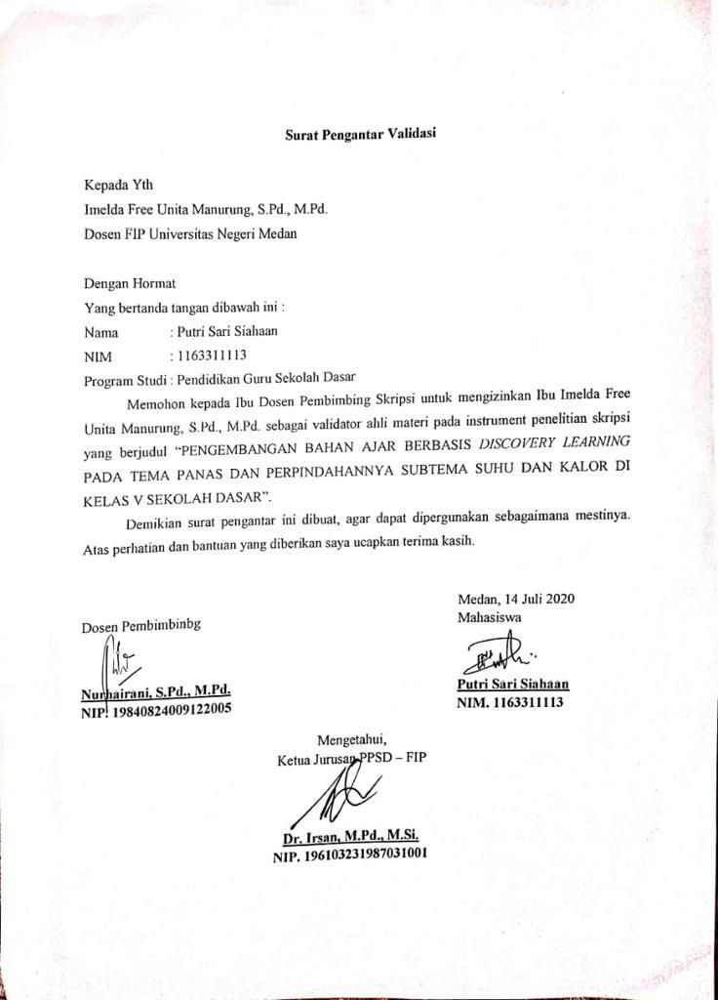 Surat Pengantar Validasi
Kepada Yth
Imelda Free Unita Manurung, S.Pd., M.Pd.
Dosen FIP Universitas Negeri Medan
Dengan Hormat
Yang bertanda tangan dibawah ini :
Nama : Putri Sari Siahaan
NIM : 1163311113
Program Studi : Pendidikan Guru Sekolah Dasar
Memohon kepada Ibu Dosen Pembimbing Skripsi untuk mengizinkan Ibu Imelda Free
Unita Manurung, S.Pd., M.Pd. sebagai validator ahli materi pada instrument penelitian skripsi
yang berjudul “PENGEMBANGAN BAHAN AJAR BERBASIS DISCOVERY LEARNING
PADA TEMA PANAS DAN PERPINDAHANNYA SUBTEMA SUHU DAN KALOR DI
KELAS V SEKOLAH DASAR”.
Demikian surat pengantar ini dibuat, agar dapat dipergunakan sebagaimana mestinya.
Atas perhatian dan bantuan yang diberikan saya ucapkan terima kasih.
Medan, 14 Juli 2020
Mahasiswa
Putri Sari Siahaan
NIM. 1163311113
Dosen Pembimbinbg
Nurhairani, S.Pd., M.Pd.
NIP. 19840824009122005
Mengetahui,
Ketua Jurusan PPSD – FIP
Dr. Irsan, M.Pd., M.Si.
NIP. 196103231987031001